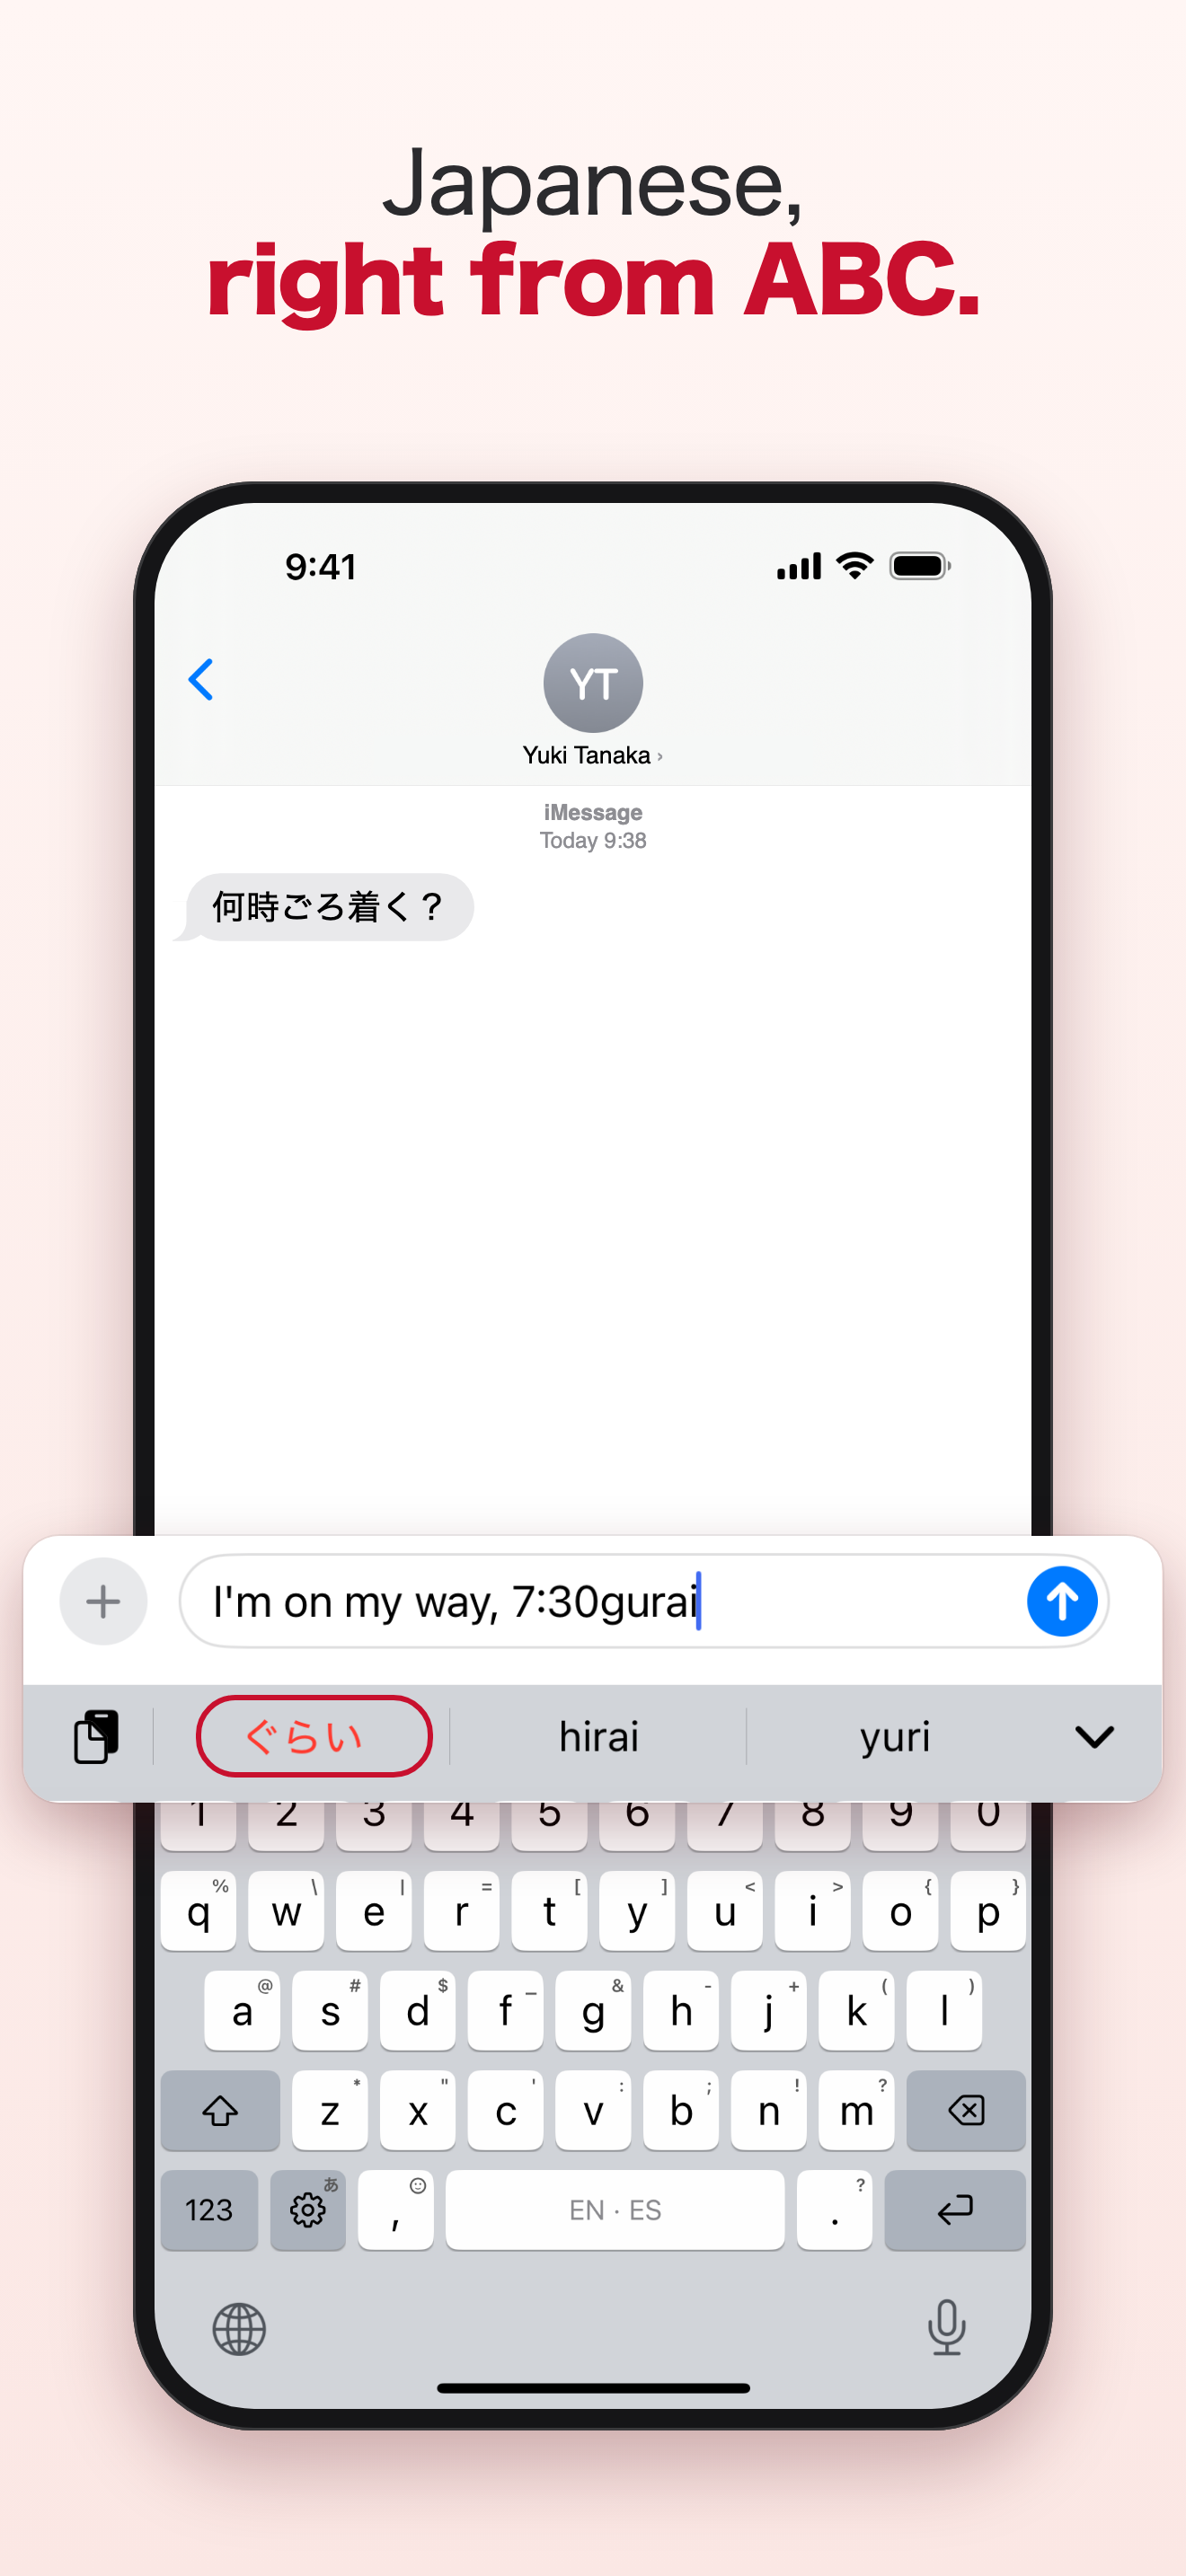 Japanese,
right from ABC.
9:41
YT
Yuki Tanaka ›
iMessage
Today 9:38
何時ごろ着く？
I'm on my way, 7:30gurai
ぐらい hirai yuri
1 2 3 4 5 6 7 8 9 0
% \ | = [ ] < > { }
q w e r t y u i o p
@ # $ _ & - + ( )
a s d f g h j k l
* " ' : ; ! ?
z x c v b n m
あ ?
123 , EN · ES .